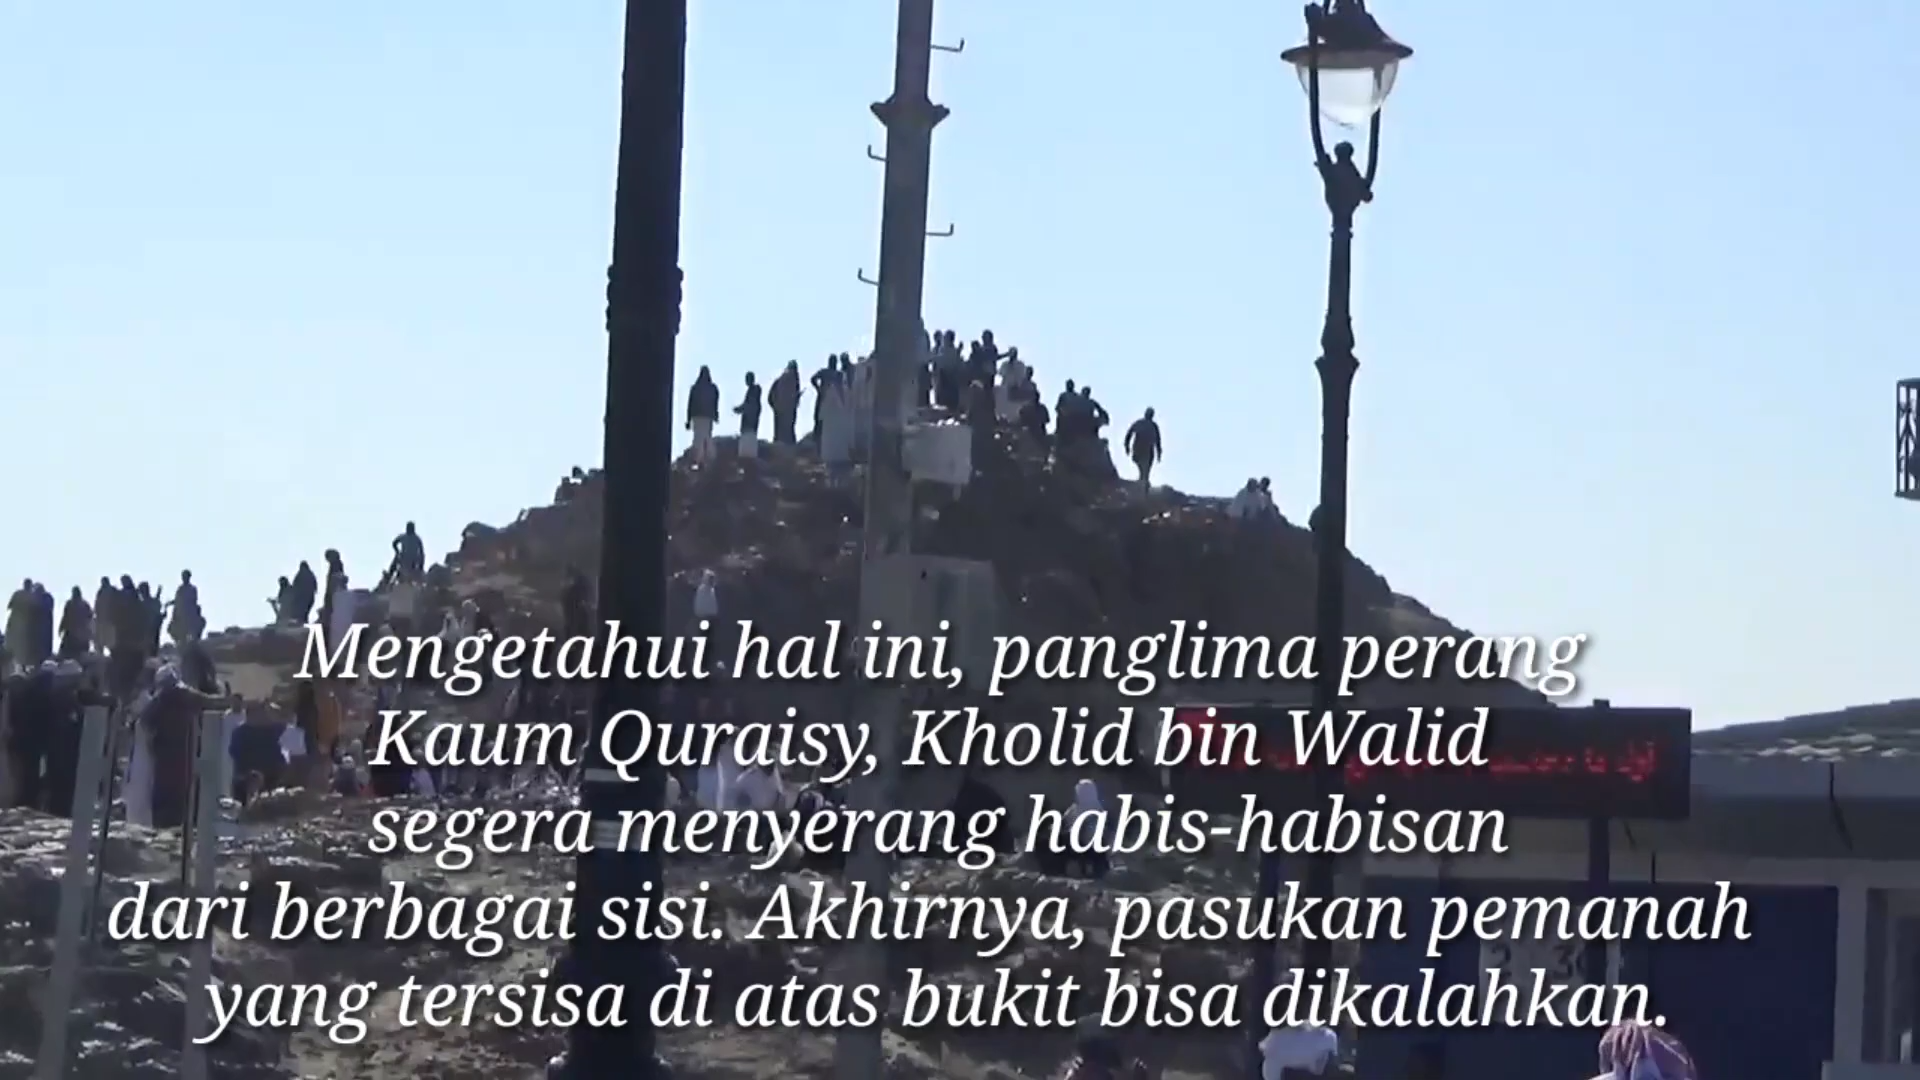 Mengetahui hal ini, panglima perang
Kaum Quraisy, Kholid bin Walid
segera menyerang habis-habisan
dari berbagai sisi. Akhirnya, pasukan pemanah
yang tersisa di atas bukit bisa dikalahkan.